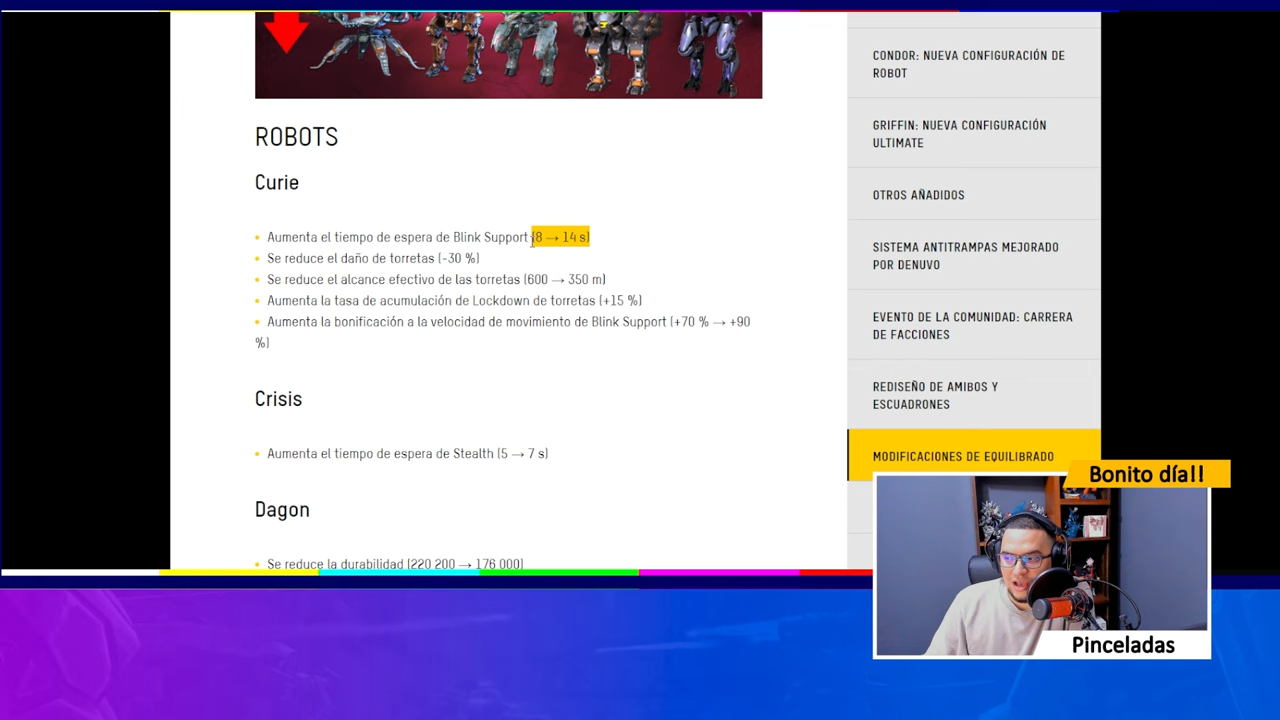 ROBOTS
Curie
Aumenta el tiempo de espera de Blink Support (8 → 14 s)
Se reduce el daño de torretas (-30 %)
Se reduce el alcance efectivo de las torretas (600 → 350 m)
Aumenta la tasa de acumulación de Lockdown de torretas (+15 %)
Aumenta la bonificación a la velocidad de movimiento de Blink Support (+70 % → +90
%)
Crisis
Aumenta el tiempo de espera de Stealth (5 → 7 s)
Dagon
Se reduce la durabilidad (220 200 → 176 000)
CONDOR: NUEVA CONFIGURACIÓN DE
ROBOT
GRIFFIN: NUEVA CONFIGURACIÓN
ULTIMATE
OTROS AÑADIDOS
SISTEMA ANTITRAMPAS MEJORADO
POR DENUVO
EVENTO DE LA COMUNIDAD: CARRERA
DE FACCIONES
REDISEÑO DE AMIBOS Y
ESCUADRONES
MODIFICACIONES DE EQUILIBRADO
Bonito día!!
Pinceladas